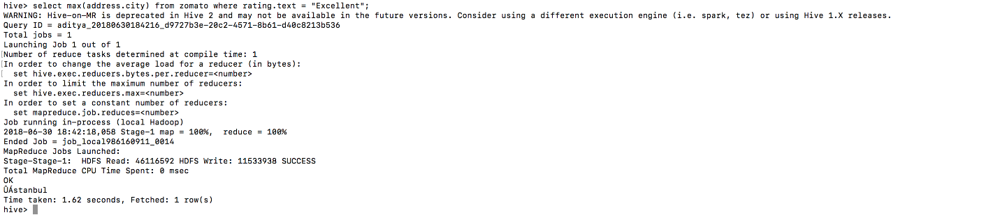 hive> select max(address.city) from zomato where rating.text = "Excellent";
WARNING: Hive-on-MR is deprecated in Hive 2 and may not be available in the future versions. Consider using a different execution engine (i.e. spark, tez) or using Hive 1.X releases.
Query ID = aditya_20180630184216_d9727b3e-20c2-4571-8b61-d40c8213b536
Total jobs = 1
Launching Job 1 out of 1
[Number of reduce tasks determined at compile time: 1
[In order to change the average load for a reducer (in bytes):
[  set hive.exec.reducers.bytes.per.reducer=<number>
In order to limit the maximum number of reducers:
  set hive.exec.reducers.max=<number>
In order to set a constant number of reducers:
  set mapreduce.job.reduces=<number>
Job running in-process (local Hadoop)
2018-06-30 18:42:18,058 Stage-1 map = 100%,  reduce = 100%
Ended Job = job_local986160911_0014
MapReduce Jobs Launched:
Stage-Stage-1:  HDFS Read: 46116592 HDFS Write: 11533938 SUCCESS
Total MapReduce CPU Time Spent: 0 msec
OK
ÛÁstanbul
Time taken: 1.62 seconds, Fetched: 1 row(s)
hive>